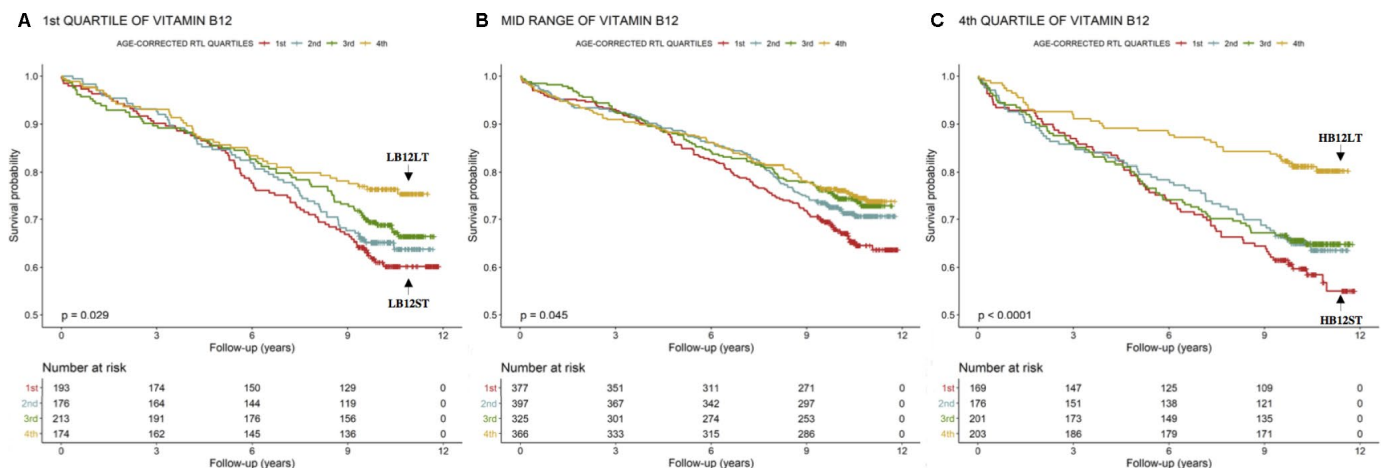 A 1st QUARTILE OF VITAMIN B12
AGE-CORRECTED RTL QUARTILES 1st 2nd 3rd 4th
Survival probability
1.0
0.9
0.8
0.7
0.6
0.5
LB12LT
LB12ST
p = 0.029
0 3 6 9 12
Follow-up (years)
Number at risk
1st 193 174 150 129 0
2nd 176 164 144 119 0
3rd 213 191 176 156 0
4th 174 162 145 136 0
0 3 6 9 12
Follow-up (years)
B MID RANGE OF VITAMIN B12
AGE-CORRECTED RTL QUARTILES 1st 2nd 3rd 4th
Survival probability
1.0
0.9
0.8
0.7
0.6
0.5
p = 0.045
0 3 6 9 12
Follow-up (years)
Number at risk
1st 377 351 311 271 0
2nd 397 367 342 297 0
3rd 325 301 274 253 0
4th 366 333 315 286 0
0 3 6 9 12
Follow-up (years)
C 4th QUARTILE OF VITAMIN B12
AGE-CORRECTED RTL QUARTILES 1st 2nd 3rd 4th
Survival probability
1.0
0.9
0.8
0.7
0.6
0.5
HB12LT
HB12ST
p < 0.0001
0 3 6 9 12
Follow-up (years)
Number at risk
1st 169 147 125 109 0
2nd 176 151 138 121 0
3rd 201 173 149 135 0
4th 203 186 179 171 0
0 3 6 9 12
Follow-up (years)